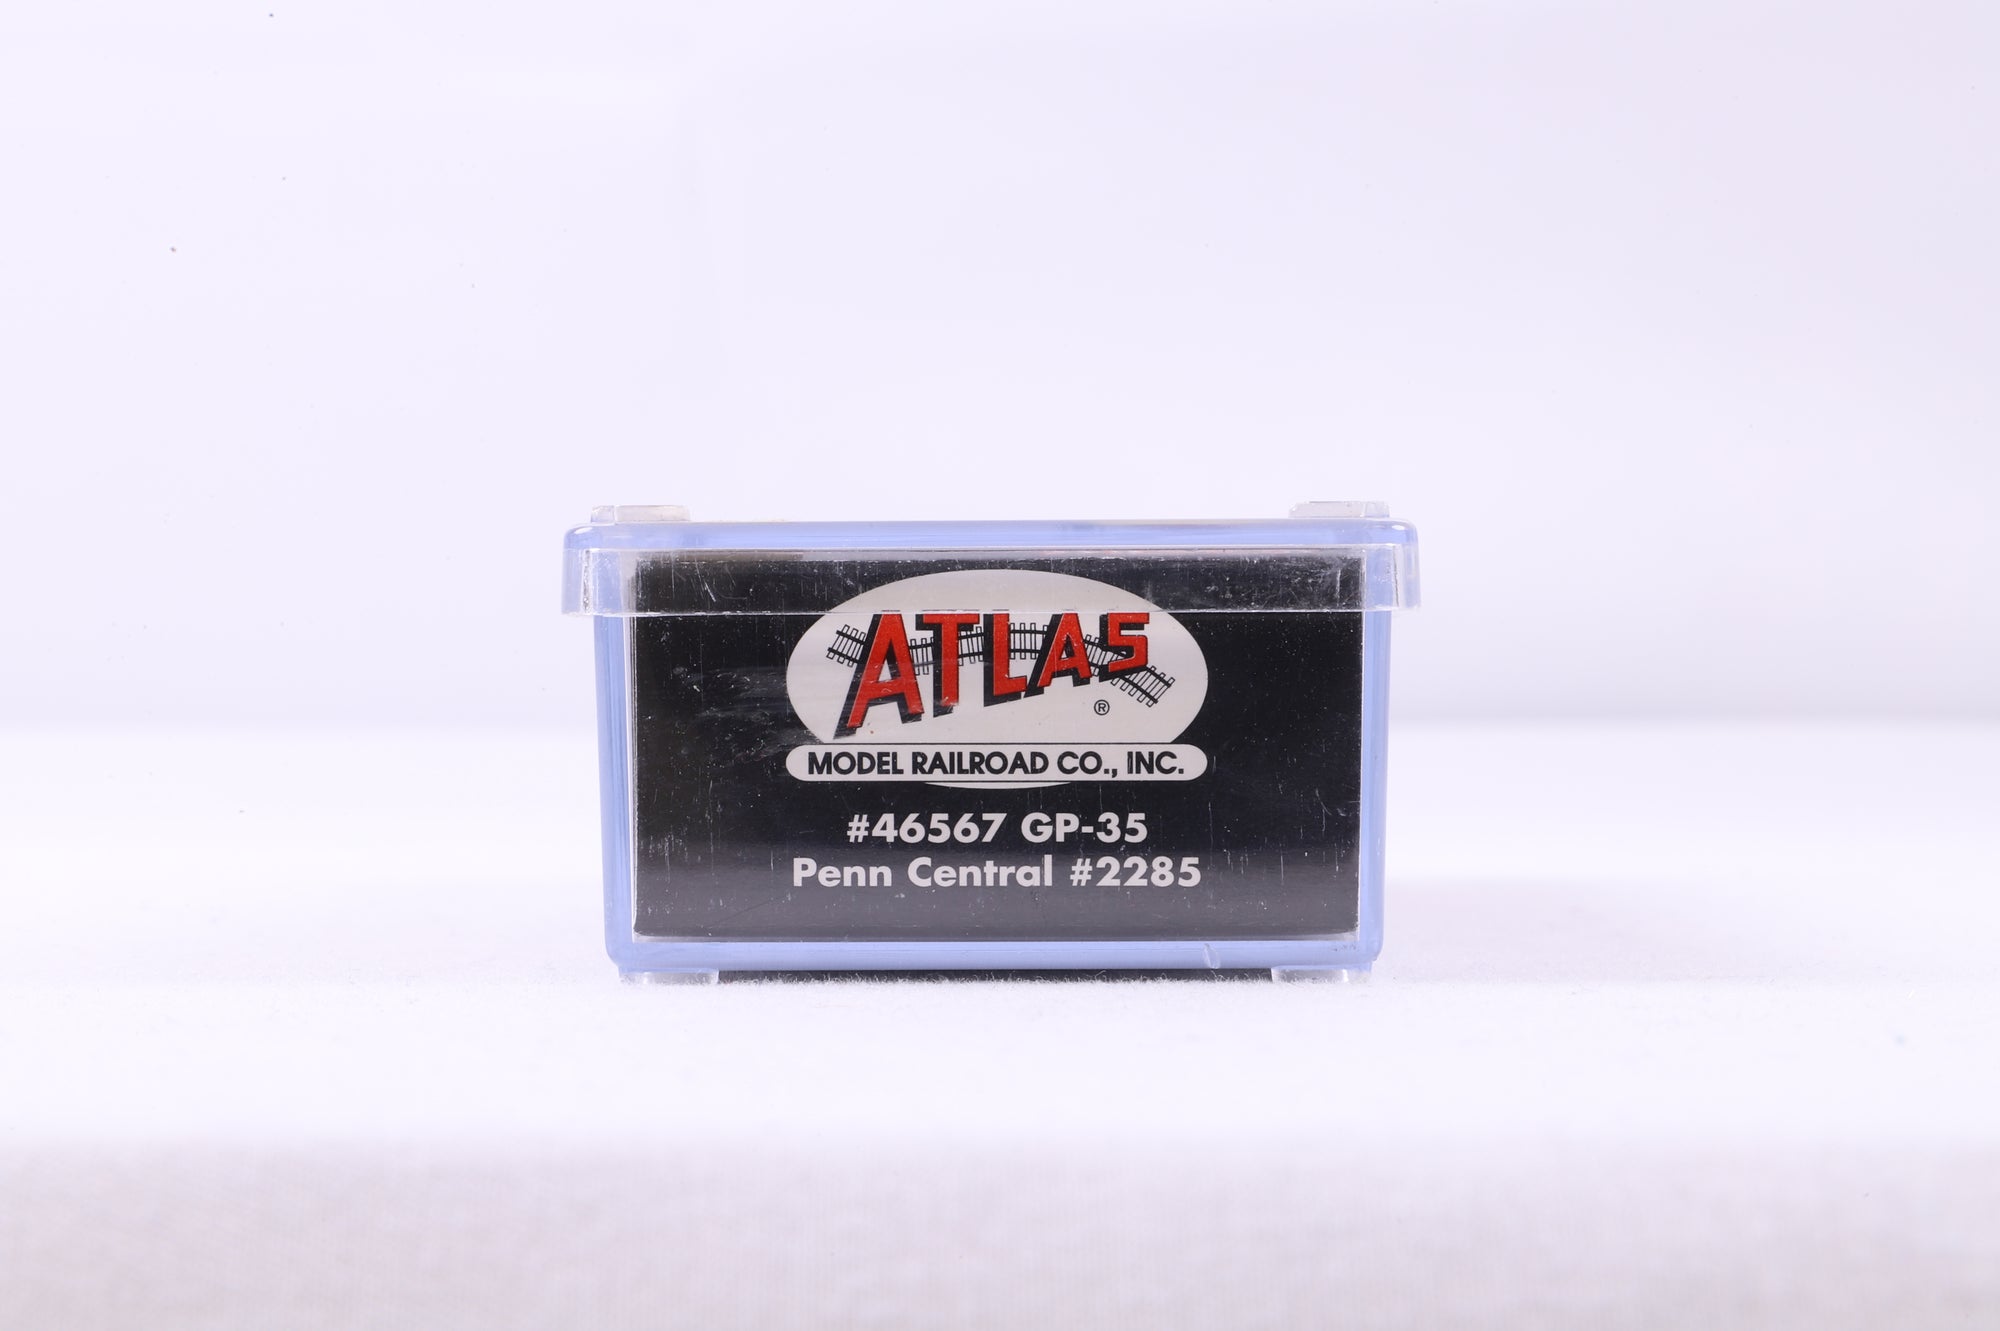 ATLAS
®
MODEL RAILROAD CO., INC.
#46567 GP-35
Penn Central #2285